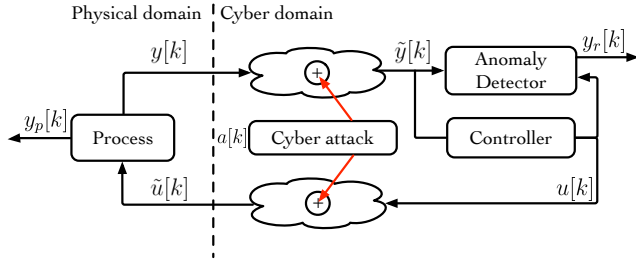 Physical domain
Cyber domain
y[k]
ỹ[k]
Anomaly
Detector
y_r[k]
y_p[k]
Process
a[k]
Cyber attack
Controller
ũ[k]
u[k]
+
+